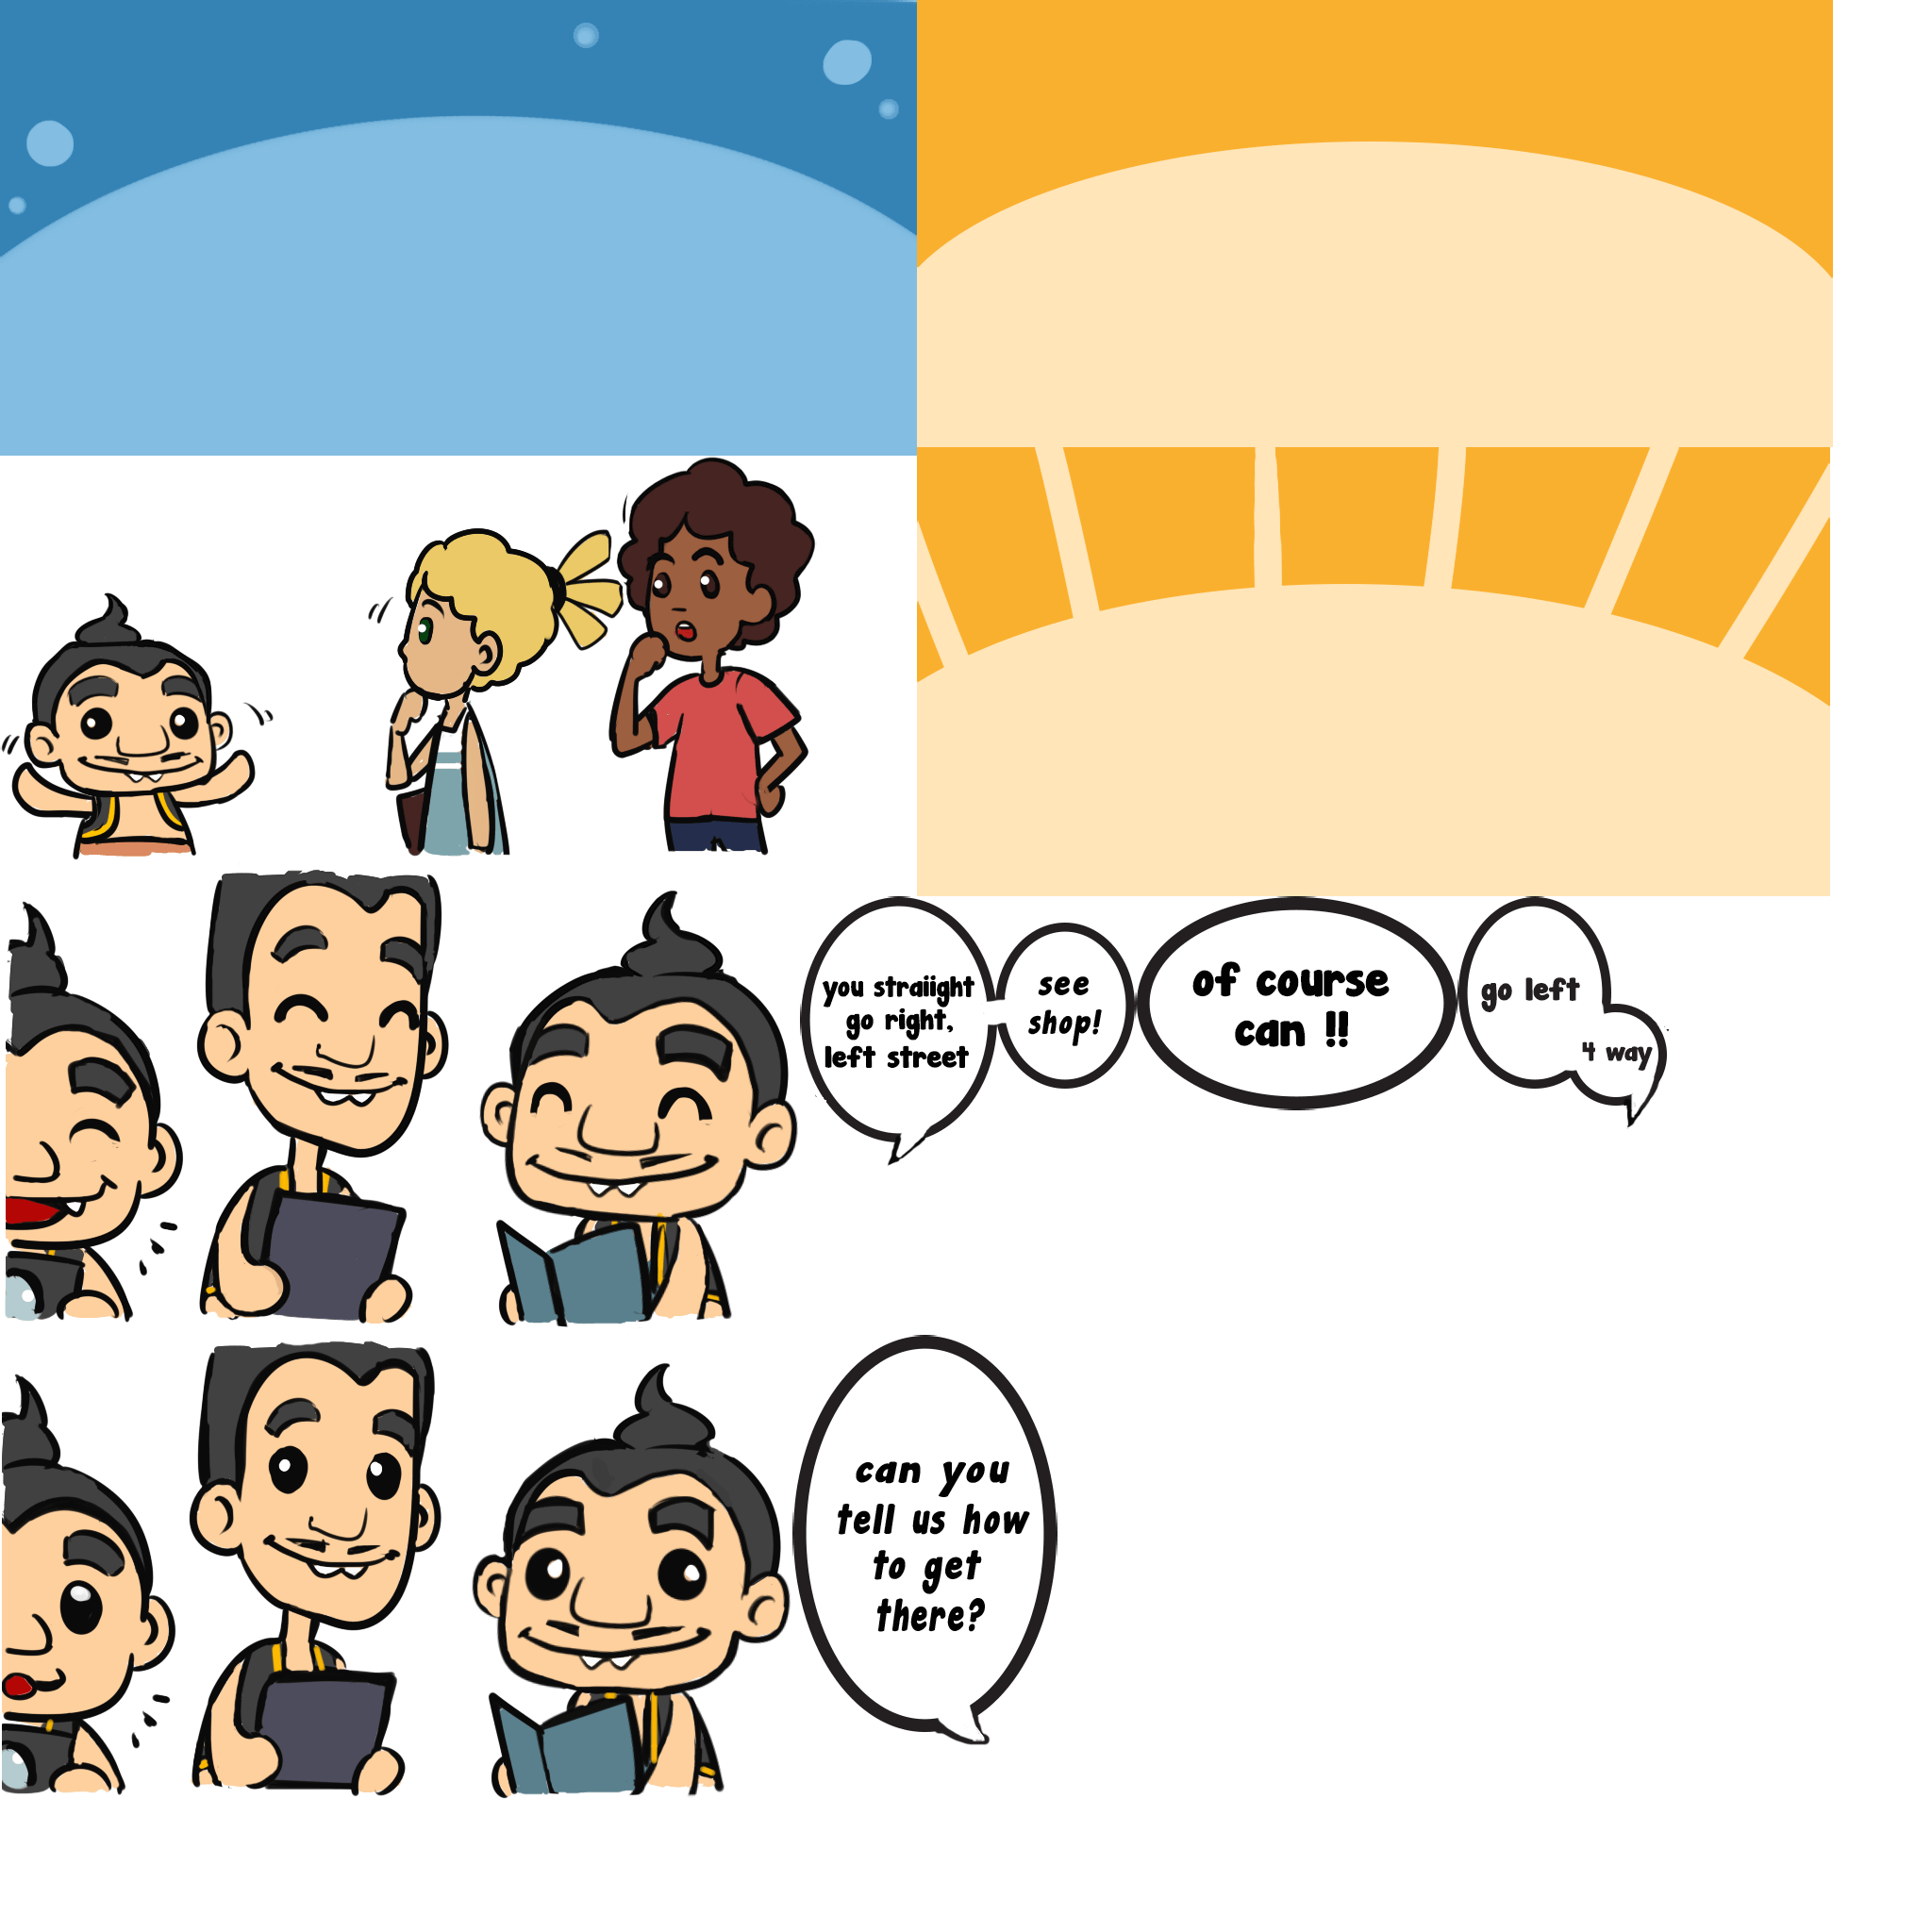 you straiight
go right,
left street
see
shop!
of course
can !!
go left
4 way
can you
tell us how
to get
there?